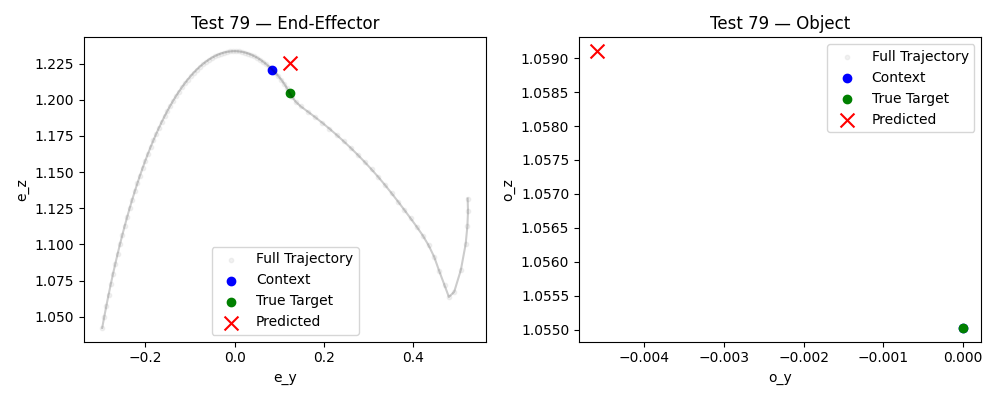 Test 79 — End-Effector
e_z
1.225
1.200
1.175
1.150
1.125
1.100
1.075
1.050
−0.2
0.0
0.2
0.4
e_y
Full Trajectory
Context
True Target
Predicted
Test 79 — Object
o_z
1.0590
1.0585
1.0580
1.0575
1.0570
1.0565
1.0560
1.0555
1.0550
−0.004
−0.003
−0.002
−0.001
0.000
o_y
Full Trajectory
Context
True Target
Predicted